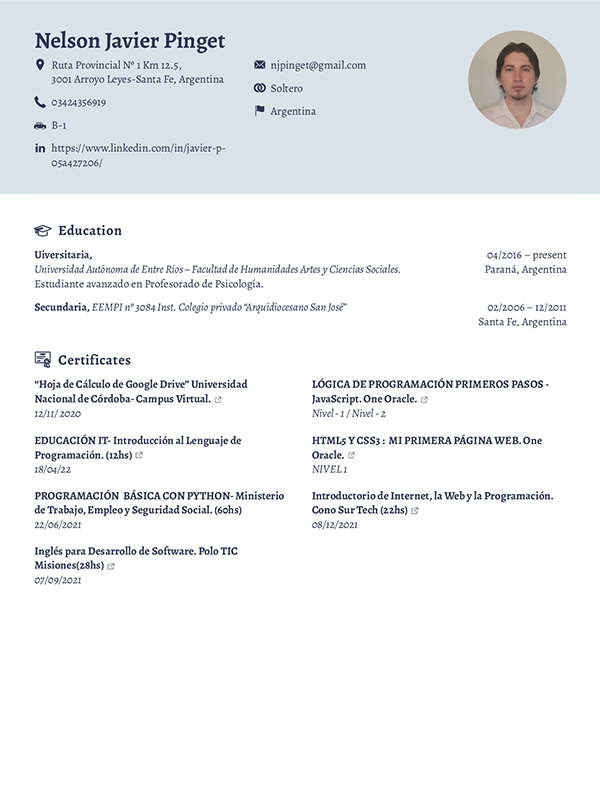 Nelson Javier Pinget
Ruta Provincial Nº 1 Km 12.5,
3001 Arroyo Leyes-Santa Fe, Argentina
03424356919
B-1
https://www.linkedin.com/in/javier-p-
05a427206/
njpinget@gmail.com
Soltero
Argentina
Education
Uiversitaria,
04/2016 – present
Universidad Autónoma de Entre Ríos – Facultad de Humanidades Artes y Ciencias Sociales.
Paraná, Argentina
Estudiante avanzado en Profesorado de Psicología.
Secundaria, EEMPI nº 3084 Inst. Colegio privado “Arquidiocesano San José”
02/2006 – 12/2011
Santa Fe, Argentina
Certificates
“Hoja de Cálculo de Google Drive” Universidad
Nacional de Córdoba- Campus Virtual.
12/11/ 2020
LÓGICA DE PROGRAMACIÓN PRIMEROS PASOS -
JavaScript. One Oracle.
Nivel - 1 / Nivel - 2
EDUCACIÓN IT- Introducción al Lenguaje de
Programación. (12hs)
18/04/22
HTML5 Y CSS3 : MI PRIMERA PÁGINA WEB. One
Oracle.
NIVEL 1
PROGRAMACIÓN BÁSICA CON PYTHON- Ministerio
de Trabajo, Empleo y Seguridad Social. (60hs)
22/06/2021
Introductorio de Internet, la Web y la Programación.
Cono Sur Tech (22hs)
08/12/2021
Inglés para Desarrollo de Software. Polo TIC
Misiones(28hs)
07/09/2021